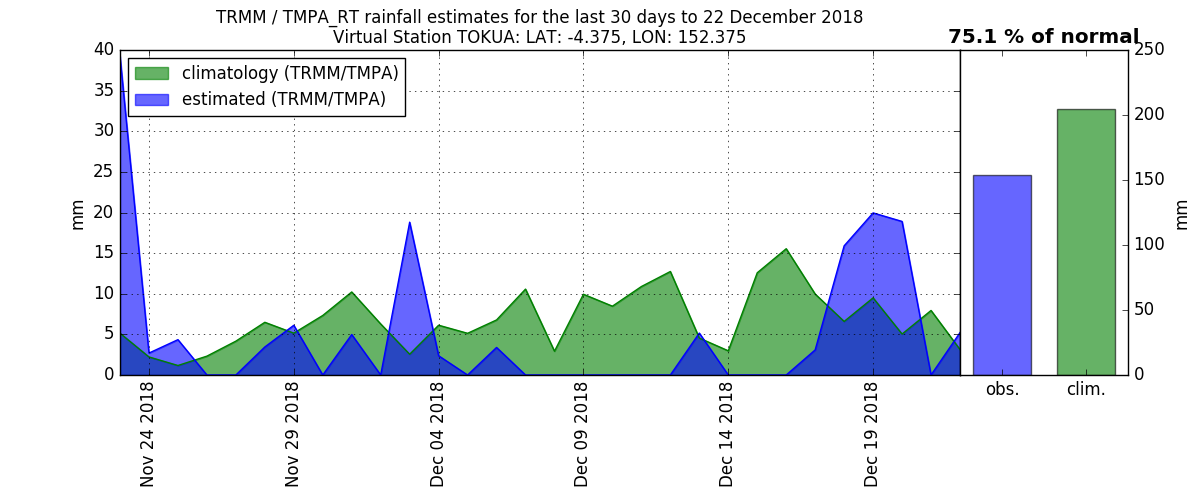 TRMM / TMPA_RT rainfall estimates for the last 30 days to 22 December 2018
Virtual Station TOKUA: LAT: -4.375, LON: 152.375
75.1 % of normal
climatology (TRMM/TMPA)
estimated (TRMM/TMPA)
mm
40
35
30
25
20
15
10
5
0
Nov 24 2018
Nov 29 2018
Dec 04 2018
Dec 09 2018
Dec 14 2018
Dec 19 2018
obs.
clim.
250
200
150
100
50
0
mm